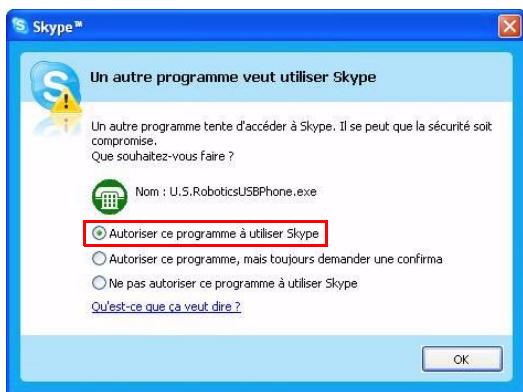 Skype™
Un autre programme veut utiliser Skype
Un autre programme tente d'accéder à Skype. Il se peut que la sécurité soit
compromise.
Que souhaitez-vous faire ?
Nom : U.S.RoboticsUSBPhone.exe
Autoriser ce programme à utiliser Skype
Autoriser ce programme, mais toujours demander une confirma
Ne pas autoriser ce programme à utiliser Skype
Qu'est-ce que ça veut dire ?
OK